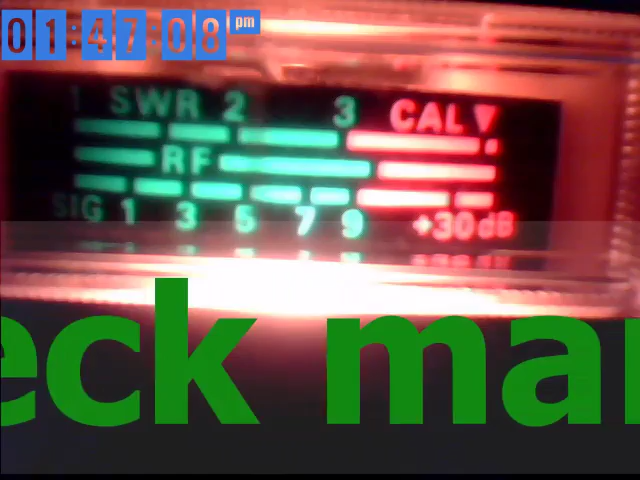 01:47:08 pm
1 SWR 2 3 CAL
RF
SIG 1 3 5 7 9 +30dB
eck mar